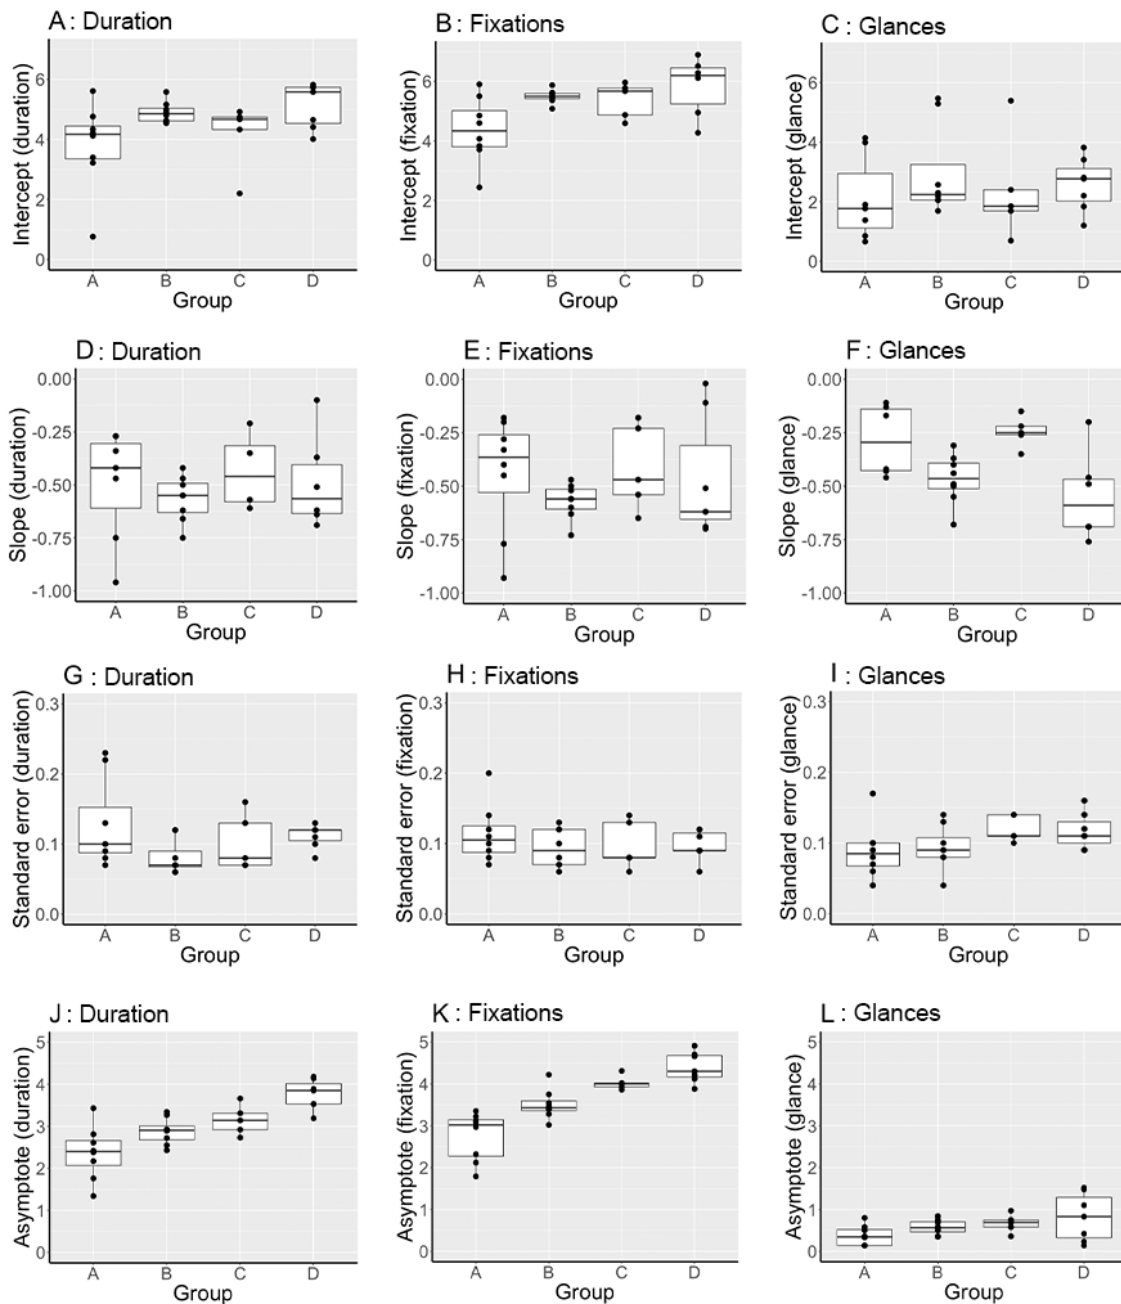 A : Duration
B : Fixations
C : Glances
Intercept (duration)
6
4
2
0
A B C D
Group
Intercept (fixation)
6
4
2
0
A B C D
Group
Intercept (glance)
6
4
2
0
A B C D
Group
D : Duration
E : Fixations
F : Glances
Slope (duration)
0.00
-0.25
-0.50
-0.75
-1.00
A B C D
Group
Slope (fixation)
0.00
-0.25
-0.50
-0.75
-1.00
A B C D
Group
Slope (glance)
0.00
-0.25
-0.50
-0.75
-1.00
A B C D
Group
G : Duration
H : Fixations
I : Glances
Standard error (duration)
0.3
0.2
0.1
0.0
A B C D
Group
Standard error (fixation)
0.3
0.2
0.1
0.0
A B C D
Group
Standard error (glance)
0.3
0.2
0.1
0.0
A B C D
Group
J : Duration
K : Fixations
L : Glances
Asymptote (duration)
5
4
3
2
1
0
A B C D
Group
Asymptote (fixation)
5
4
3
2
1
0
A B C D
Group
Asymptote (glance)
5
4
3
2
1
0
A B C D
Group